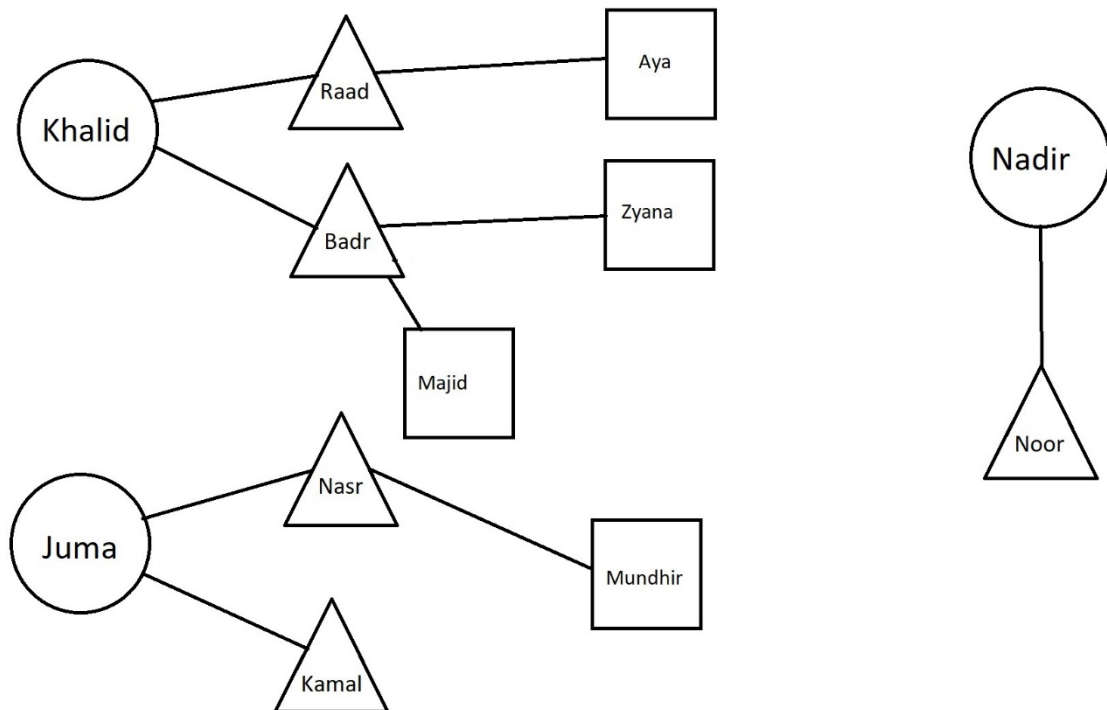 Khalid
Raad
Aya
Badr
Zyana
Majid
Juma
Nasr
Mundhir
Kamal
Nadir
Noor